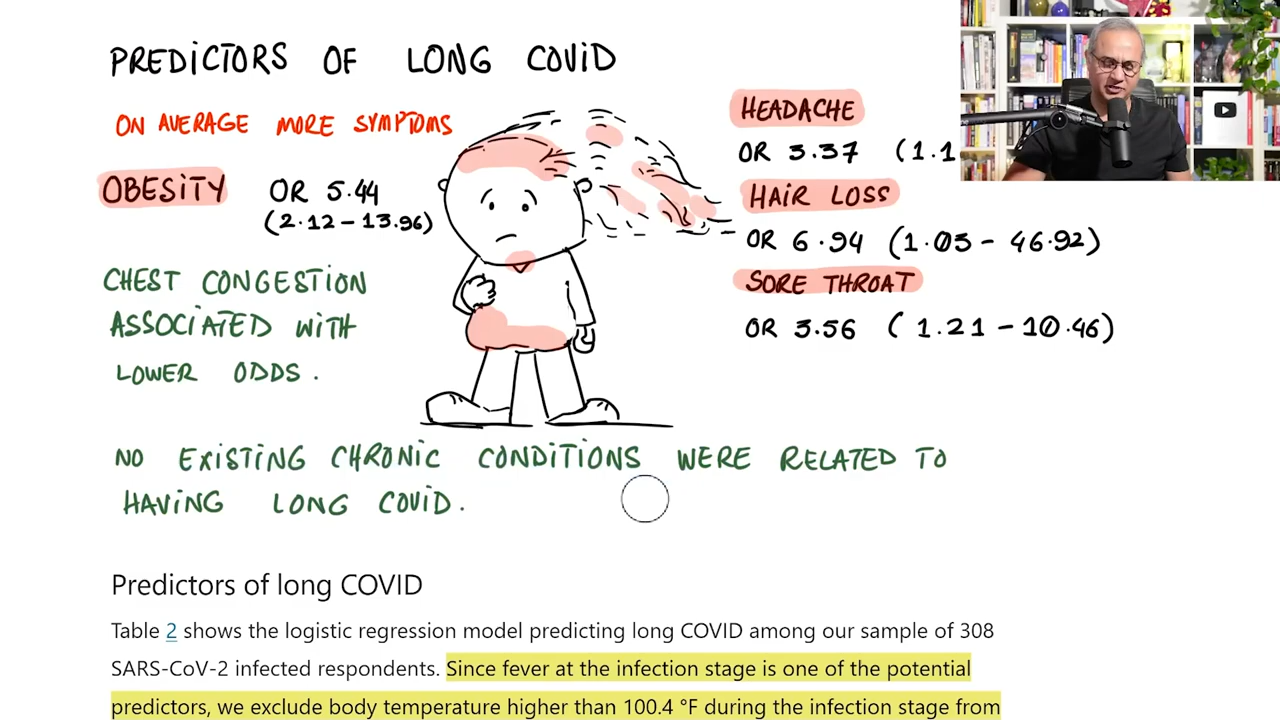 PREDICTORS OF LONG COVID
ON AVERAGE MORE SYMPTOMS
OBESITY OR 5.44
(2.12-13.96)
CHEST CONGESTION
ASSOCIATED WITH
LOWER ODDS.
HEADACHE
OR 3.37 (1.1
HAIR LOSS
OR 6.94 (1.03 - 46.92)
SORE THROAT
OR 3.56 (1.21-10.46)
NO EXISTING CHRONIC CONDITIONS WERE RELATED TO
HAVING LONG COVID.
Predictors of long COVID
Table 2 shows the logistic regression model predicting long COVID among our sample of 308
SARS-CoV-2 infected respondents. Since fever at the infection stage is one of the potential
predictors, we exclude body temperature higher than 100.4 °F during the infection stage from